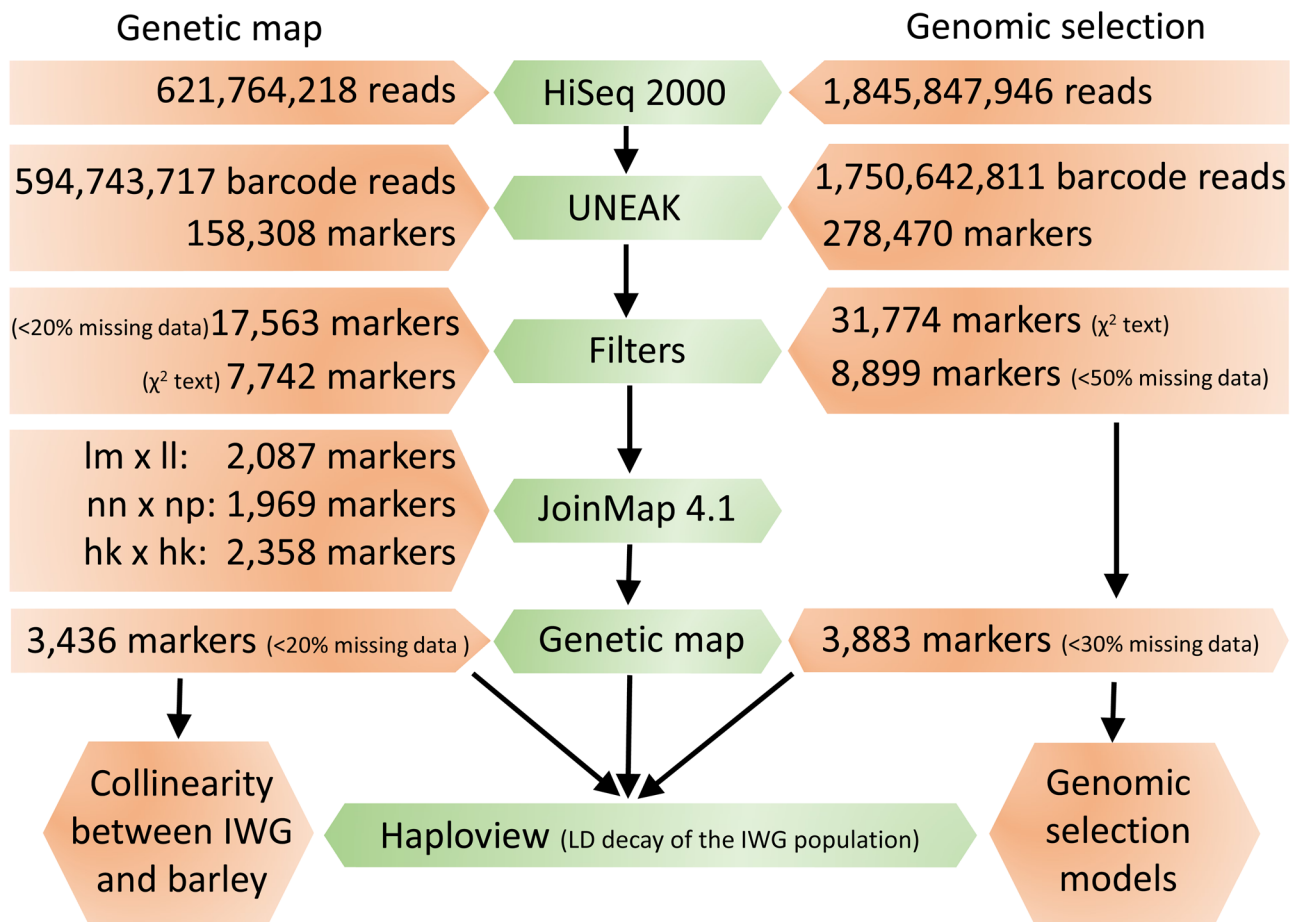 Genetic map
Genomic selection
621,764,218 reads
HiSeq 2000
1,845,847,946 reads
594,743,717 barcode reads
158,308 markers
UNEAK
1,750,642,811 barcode reads
278,470 markers
(<20% missing data) 17,563 markers
(χ² text) 7,742 markers
Filters
31,774 markers (χ² text)
8,899 markers (<50% missing data)
lm x ll: 2,087 markers
nn x np: 1,969 markers
hk x hk: 2,358 markers
JoinMap 4.1
3,436 markers (<20% missing data )
Genetic map
3,883 markers (<30% missing data)
Collinearity
between IWG
and barley
Haploview (LD decay of the IWG population)
Genomic
selection
models